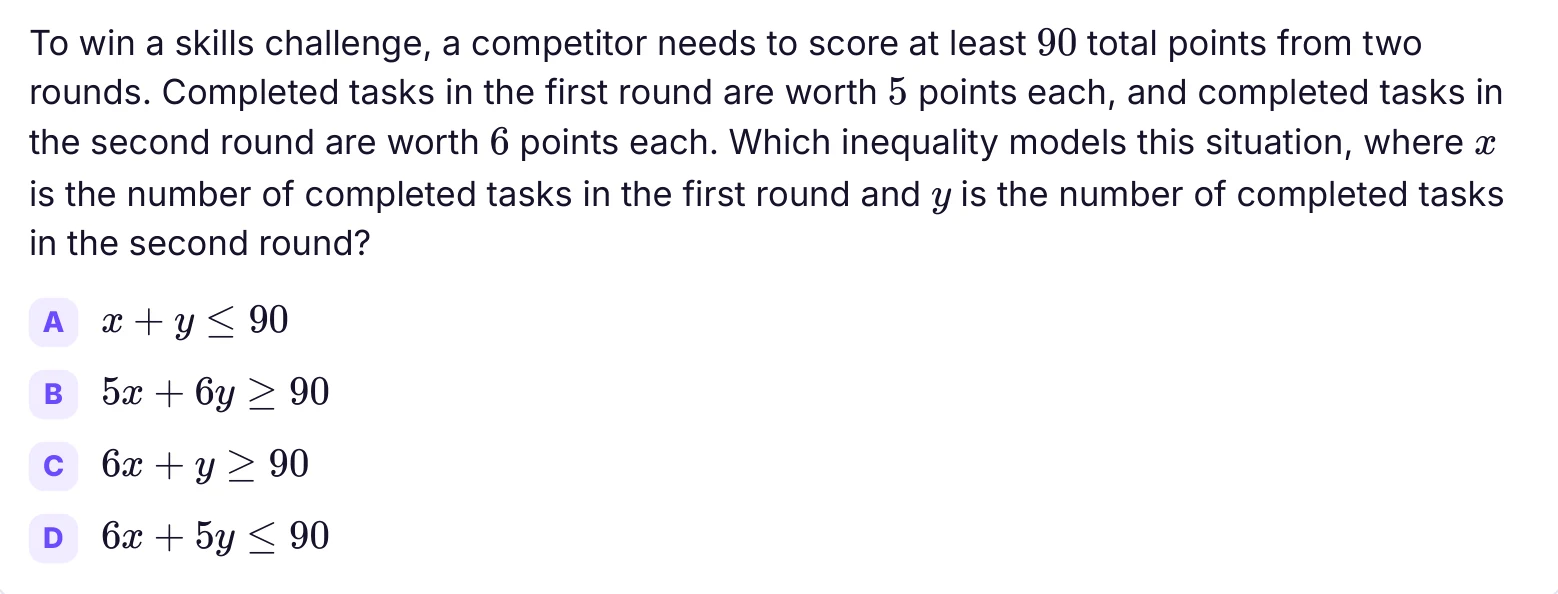 To win a skills challenge, a competitor needs to score at least 90 total points from two
rounds. Completed tasks in the first round are worth 5 points each, and completed tasks in
the second round are worth 6 points each. Which inequality models this situation, where x
is the number of completed tasks in the first round and y is the number of completed tasks
in the second round?
A x + y ≤ 90
B 5x + 6y ≥ 90
C 6x + y ≥ 90
D 6x + 5y ≤ 90